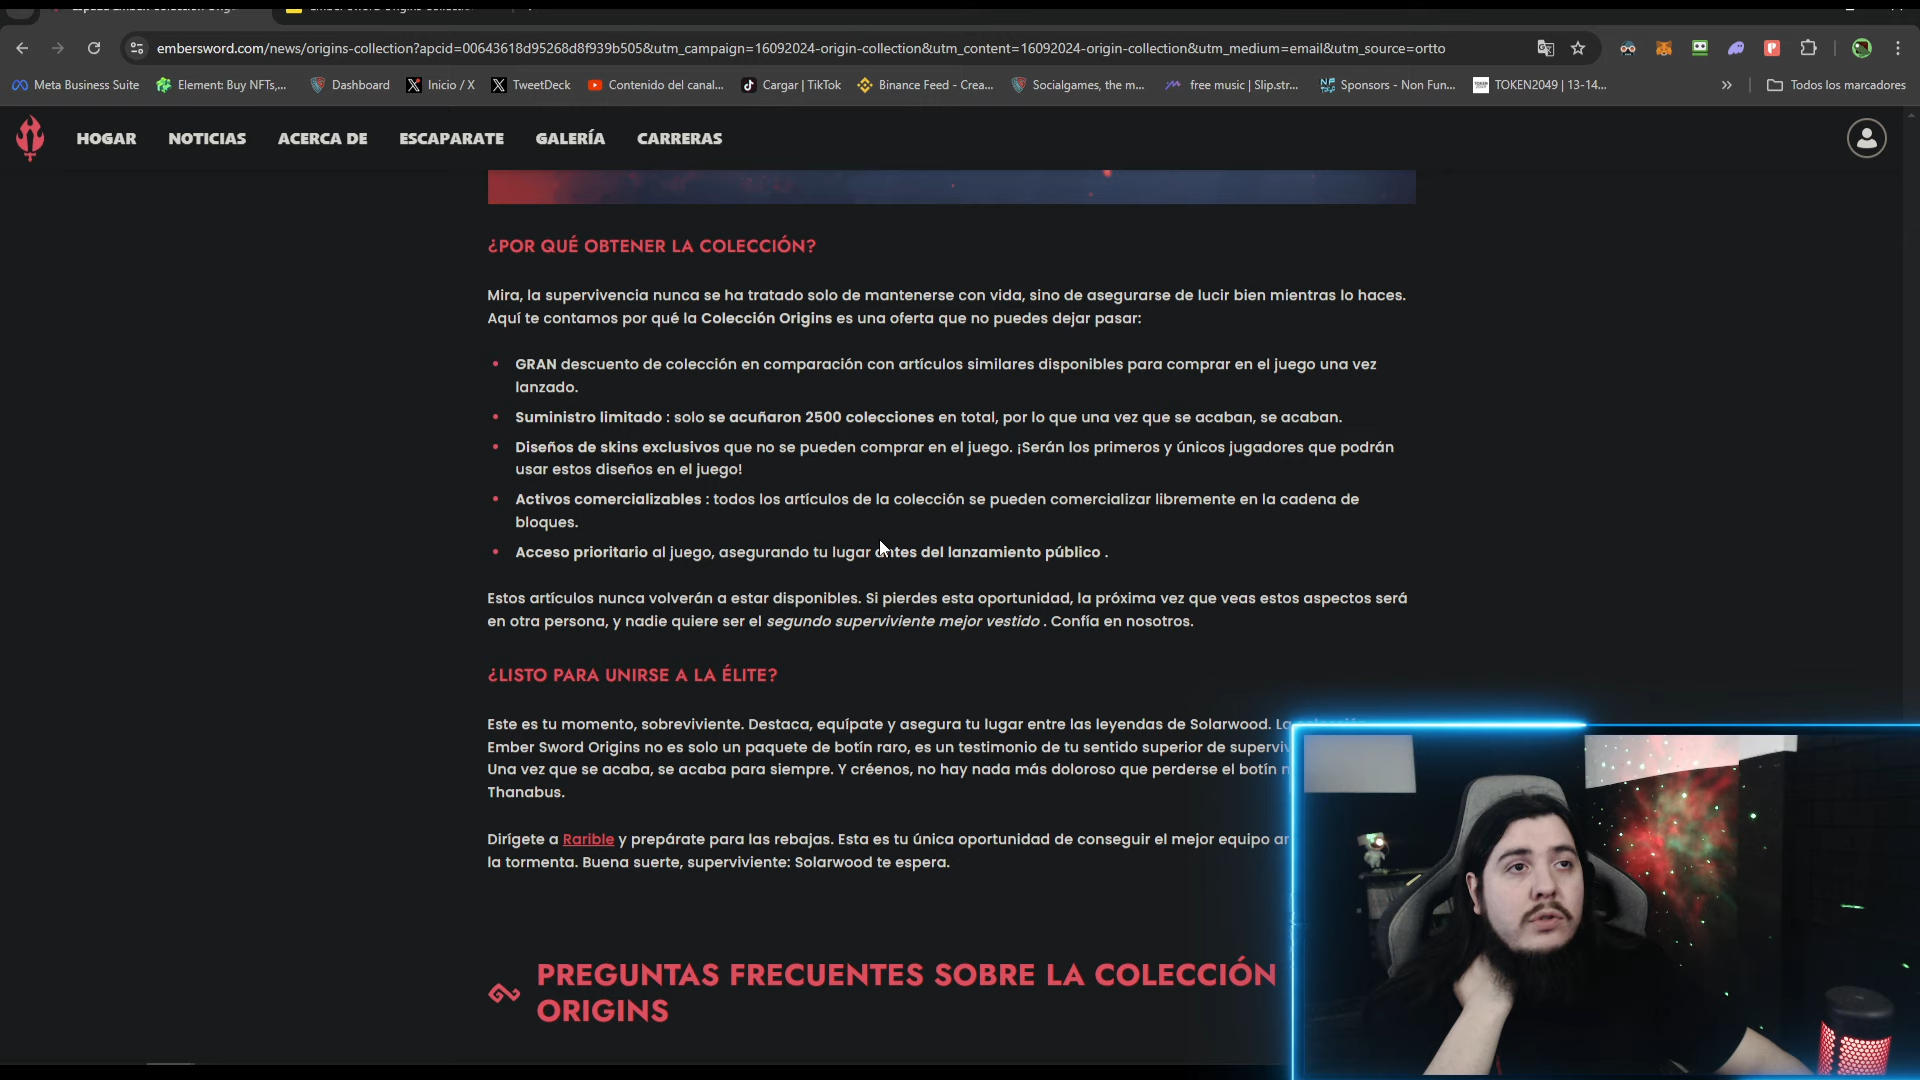 embersword.com/news/origins-collection?apcid=00643618d95268d8f939b505&utm_campaign=16092024-origin-collection&utm_content=16092024-origin-collection&utm_medium=email&utm_source=ortto
Meta Business Suite
Element: Buy NFTs,...
Dashboard
Inicio / X
TweetDeck
Contenido del canal...
Cargar | TikTok
Binance Feed - Crea...
Socialgames, the m...
free music | Slip.str...
Sponsors - Non Fun...
TOKEN2049 | 13-14...
Todos los marcadores
HOGAR
NOTICIAS
ACERCA DE
ESCAPARATE
GALERÍA
CARRERAS
¿POR QUÉ OBTENER LA COLECCIÓN?
Mira, la supervivencia nunca se ha tratado solo de mantenerse con vida, sino de asegurarse de lucir bien mientras lo haces.
Aquí te contamos por qué la Colección Origins es una oferta que no puedes dejar pasar:
• GRAN descuento de colección en comparación con artículos similares disponibles para comprar en el juego una vez
lanzado.
• Suministro limitado : solo se acuñaron 2500 colecciones en total, por lo que una vez que se acaban, se acaban.
• Diseños de skins exclusivos que no se pueden comprar en el juego. ¡Serán los primeros y únicos jugadores que podrán
usar estos diseños en el juego!
• Activos comercializables : todos los artículos de la colección se pueden comercializar libremente en la cadena de
bloques.
• Acceso prioritario al juego, asegurando tu lugar antes del lanzamiento público .
Estos artículos nunca volverán a estar disponibles. Si pierdes esta oportunidad, la próxima vez que veas estos aspectos será
en otra persona, y nadie quiere ser el segundo superviviente mejor vestido . Confía en nosotros.
¿LISTO PARA UNIRSE A LA ÉLITE?
Este es tu momento, sobreviviente. Destaca, equípate y asegura tu lugar entre las leyendas de Solarwood. La colección
Ember Sword Origins no es solo un paquete de botín raro, es un testimonio de tu sentido superior de
Una vez que se acaba, se acaba para siempre. Y créenos, no hay nada más doloroso que perderse el botín
Thanabus.
Dirígete a Rarible y prepárate para las rebajas. Esta es tu única oportunidad de conseguir el mejor equipo
la tormenta. Buena suerte, superviviente: Solarwood te espera.
PREGUNTAS FRECUENTES SOBRE LA COLECCIÓN
ORIGINS